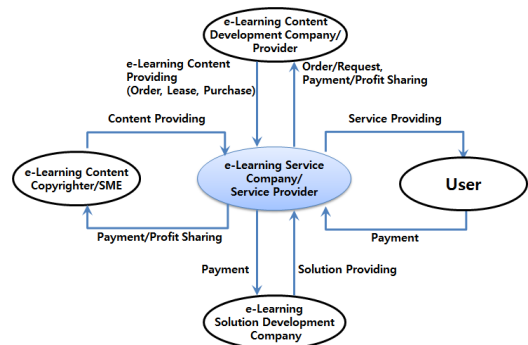 e-Learning Content
Development Company/
Provider
e-Learning Content
Providing
(Order, Lease, Purchase)
Order/Request,
Payment/Profit Sharing
Content Providing
Service Providing
e-Learning Content
Copyrighter/SME
e-Learning Service
Company/
Service Provider
User
Payment/Profit Sharing
Payment
Payment
Solution Providing
e-Learning
Solution Development
Company